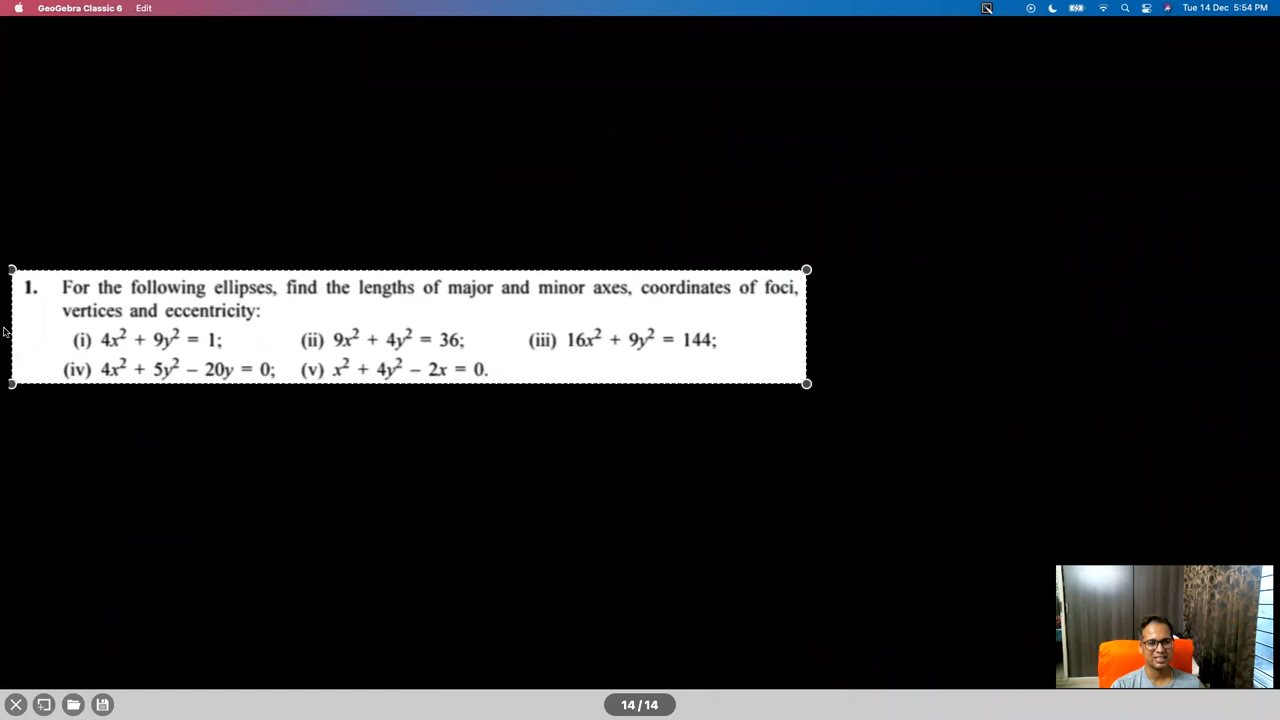 GeoGebra Classic 6 Edit Tue 14 Dec 5:54 PM
1. For the following ellipses, find the lengths of major and minor axes, coordinates of foci,
vertices and eccentricity:
(i) 4x² + 9y² = 1; (ii) 9x² + 4y² = 36; (iii) 16x² + 9y² = 144;
(iv) 4x² + 5y² – 20y = 0; (v) x² + 4y² – 2x = 0.
14 / 14